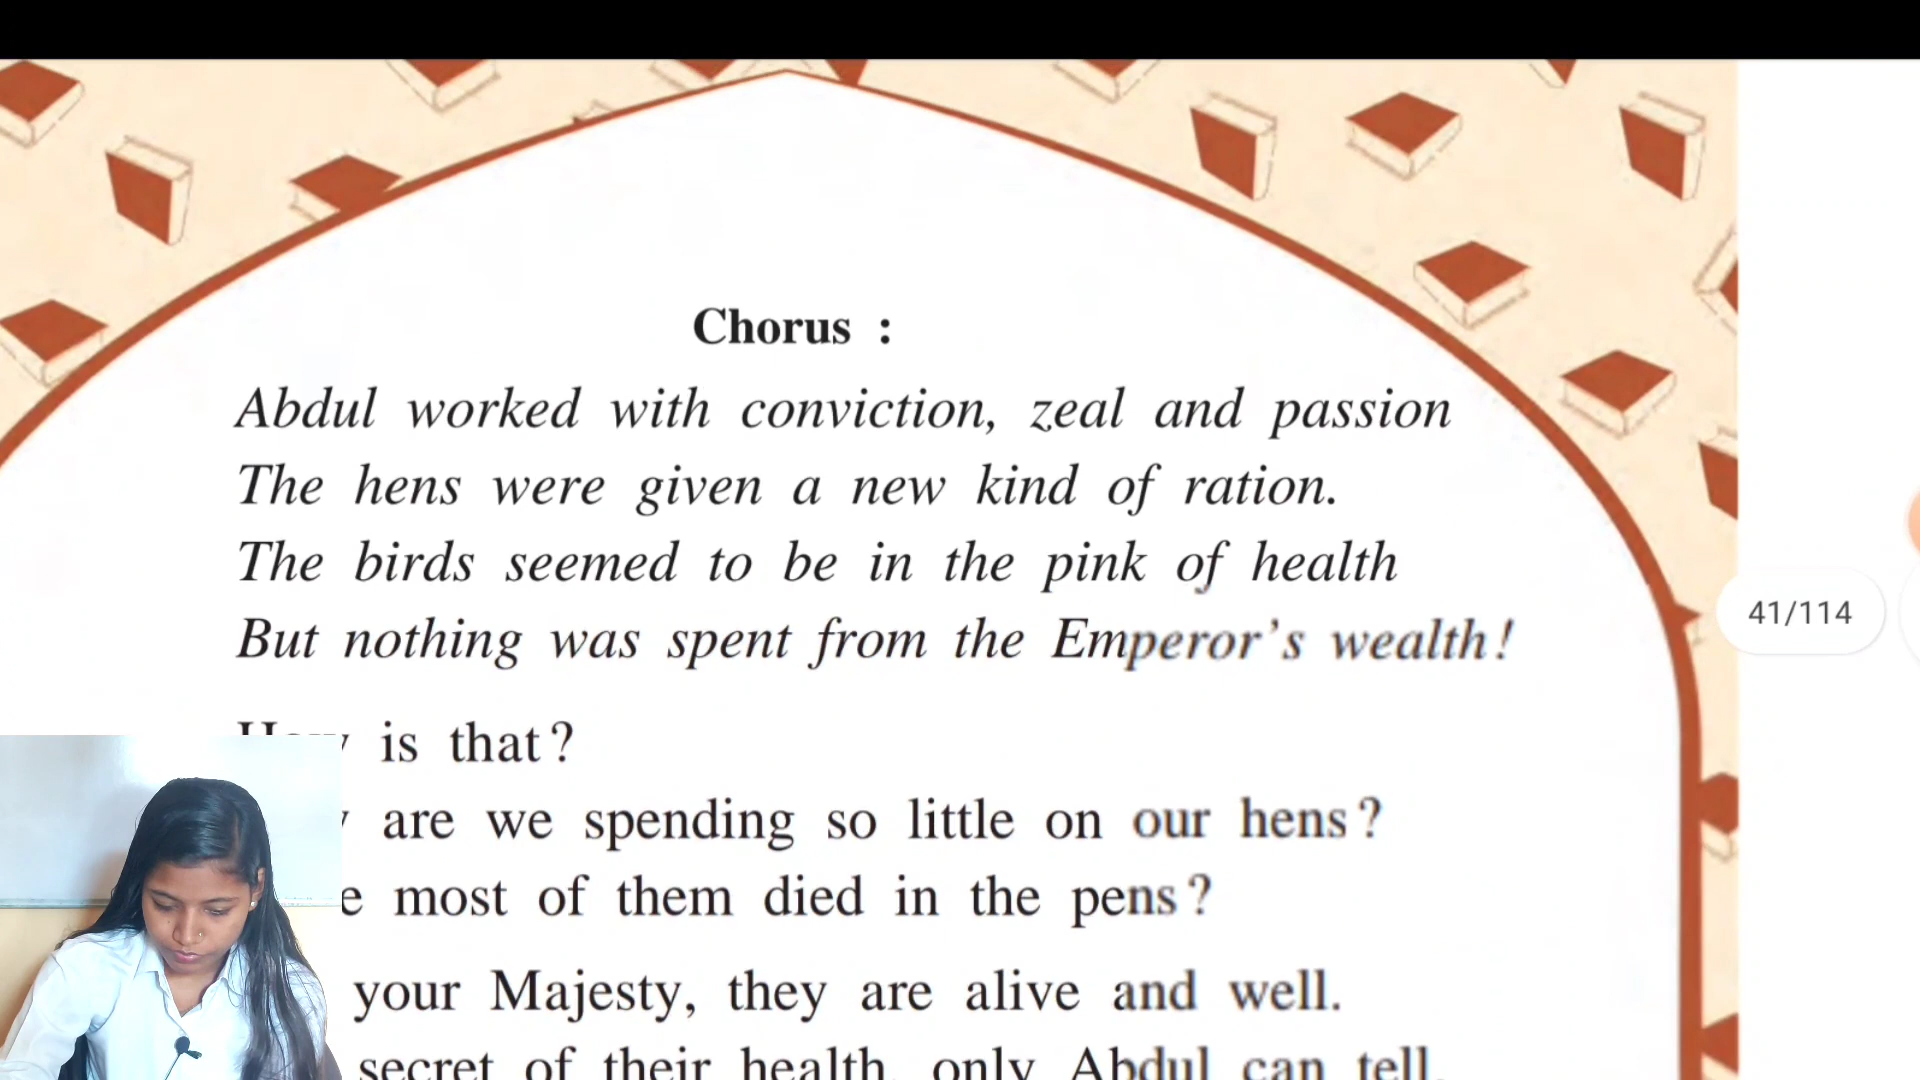 Chorus :
Abdul worked with conviction, zeal and passion
The hens were given a new kind of ration.
The birds seemed to be in the pink of health
But nothing was spent from the Emperor’s wealth!
41/114
is that?
are we spending so little on our hens?
most of them died in the pens?
your Majesty, they are alive and well.
secret of their health, only Abdul can tell.